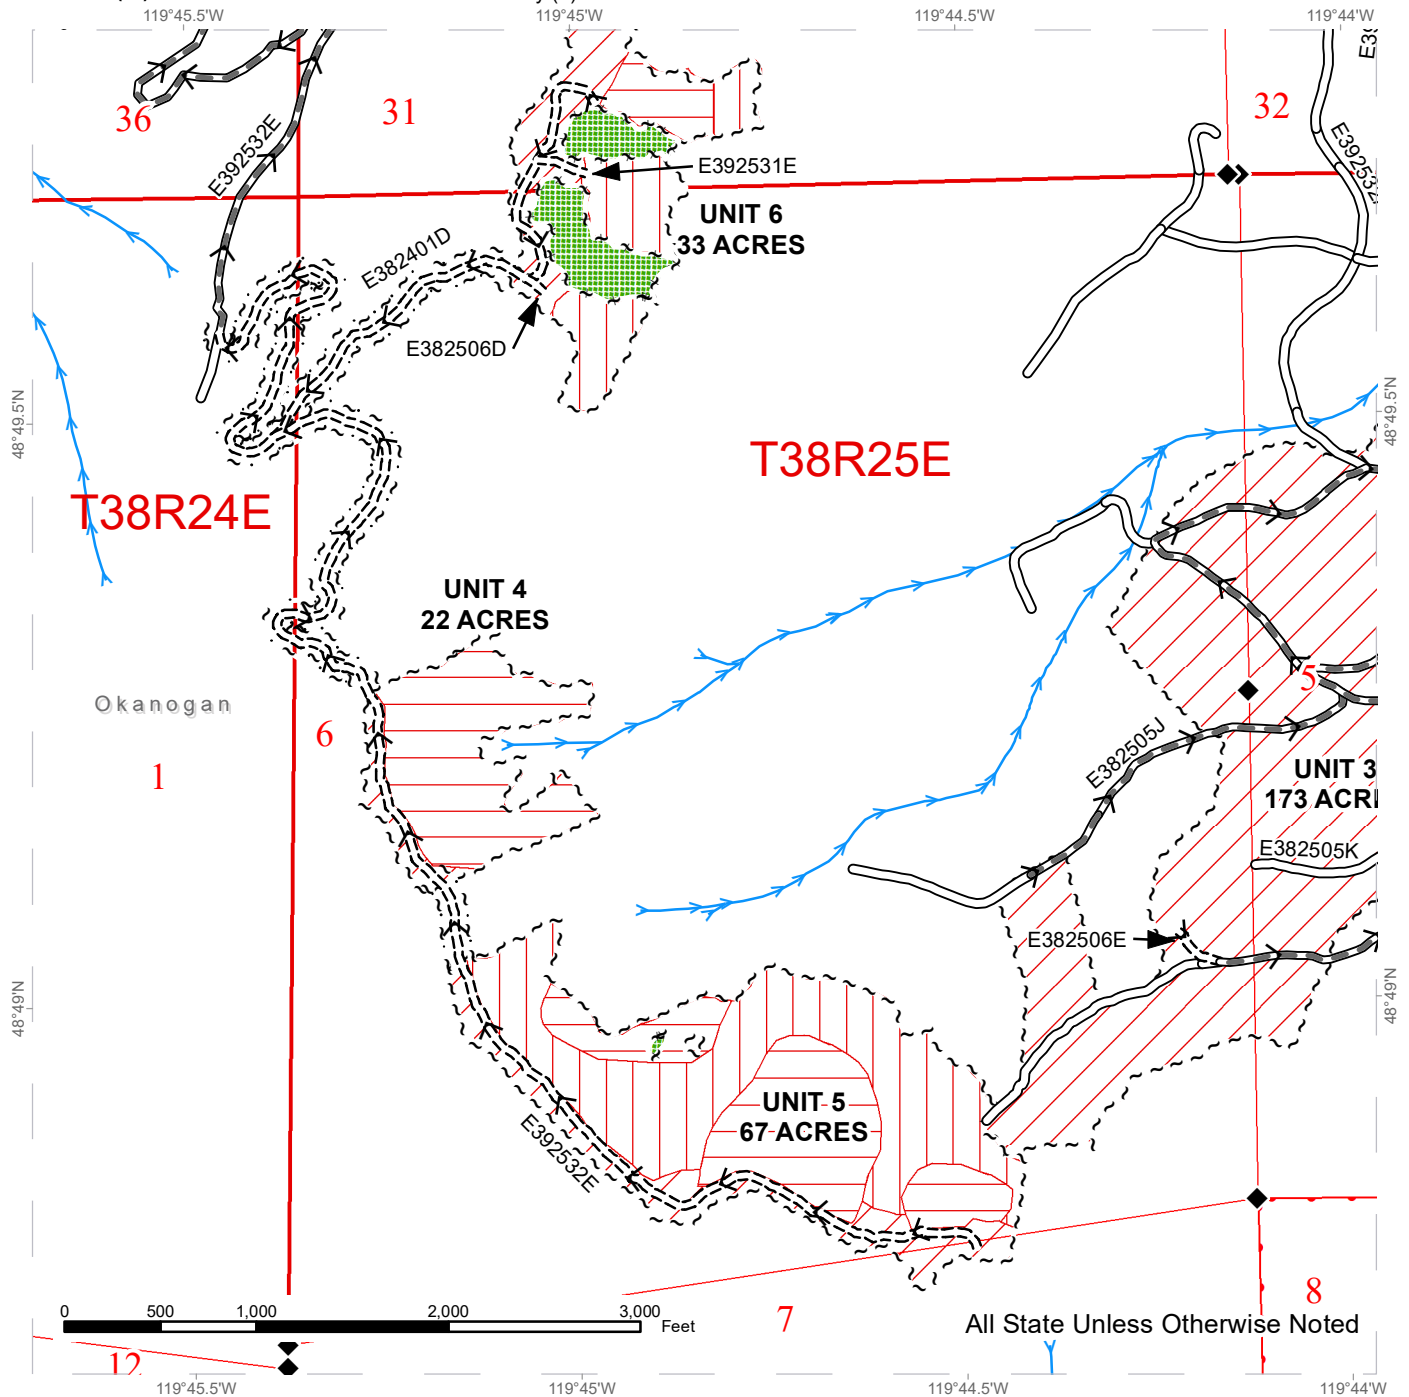 119°45.5'W
119°45'W
119°44.5'W
119°44'W
36
31
32
E392532E
E392531E
UNIT 6
33 ACRES
E382401D
E382506D
48°49.5'N
48°49.5'N
T38R25E
T38R24E
UNIT 4
22 ACRES
Okanogan
6
1
5
E382505J
UNIT 3
E382505K
E382506E
48°49'N
48°49'N
UNIT 5
67 ACRES
E392532E
0 500 1,000 2,000 3,000
Feet
7
8
All State Unless Otherwise Noted
12
119°45.5'W
119°45'W
119°44.5'W
119°44'W